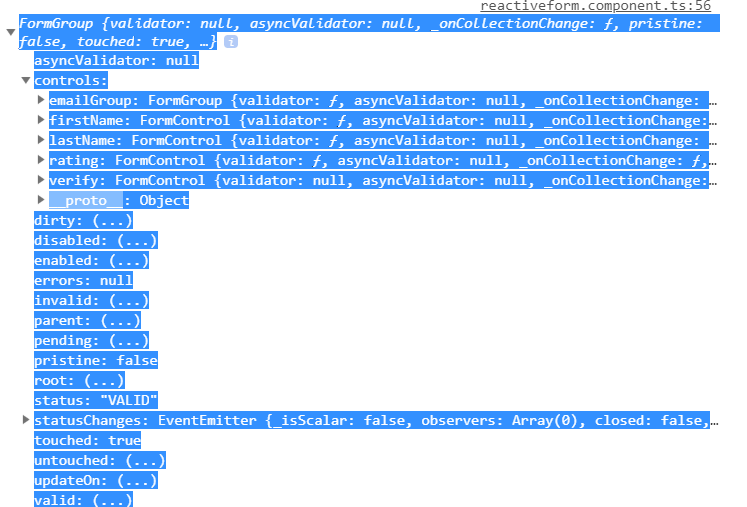 reactiveform.component.ts:56
FormGroup {validator: null, asyncValidator: null, _onCollectionChange: ƒ, pristine:
false, touched: true, …} i
asyncValidator: null
controls:
emailGroup: FormGroup {validator: ƒ, asyncValidator: null, _onCollectionChange: …
firstName: FormControl {validator: ƒ, asyncValidator: null, _onCollectionChange:…
lastName: FormControl {validator: ƒ, asyncValidator: null, _onCollectionChange: …
rating: FormControl {validator: ƒ, asyncValidator: null, _onCollectionChange: ƒ,…
verify: FormControl {validator: null, asyncValidator: null, _onCollectionChange:…
__proto__: Object
dirty: (...)
disabled: (...)
enabled: (...)
errors: null
invalid: (...)
parent: (...)
pending: (...)
pristine: false
root: (...)
status: "VALID"
statusChanges: EventEmitter {_isScalar: false, observers: Array(0), closed: false,…
touched: true
untouched: (...)
updateOn: (...)
valid: (...)